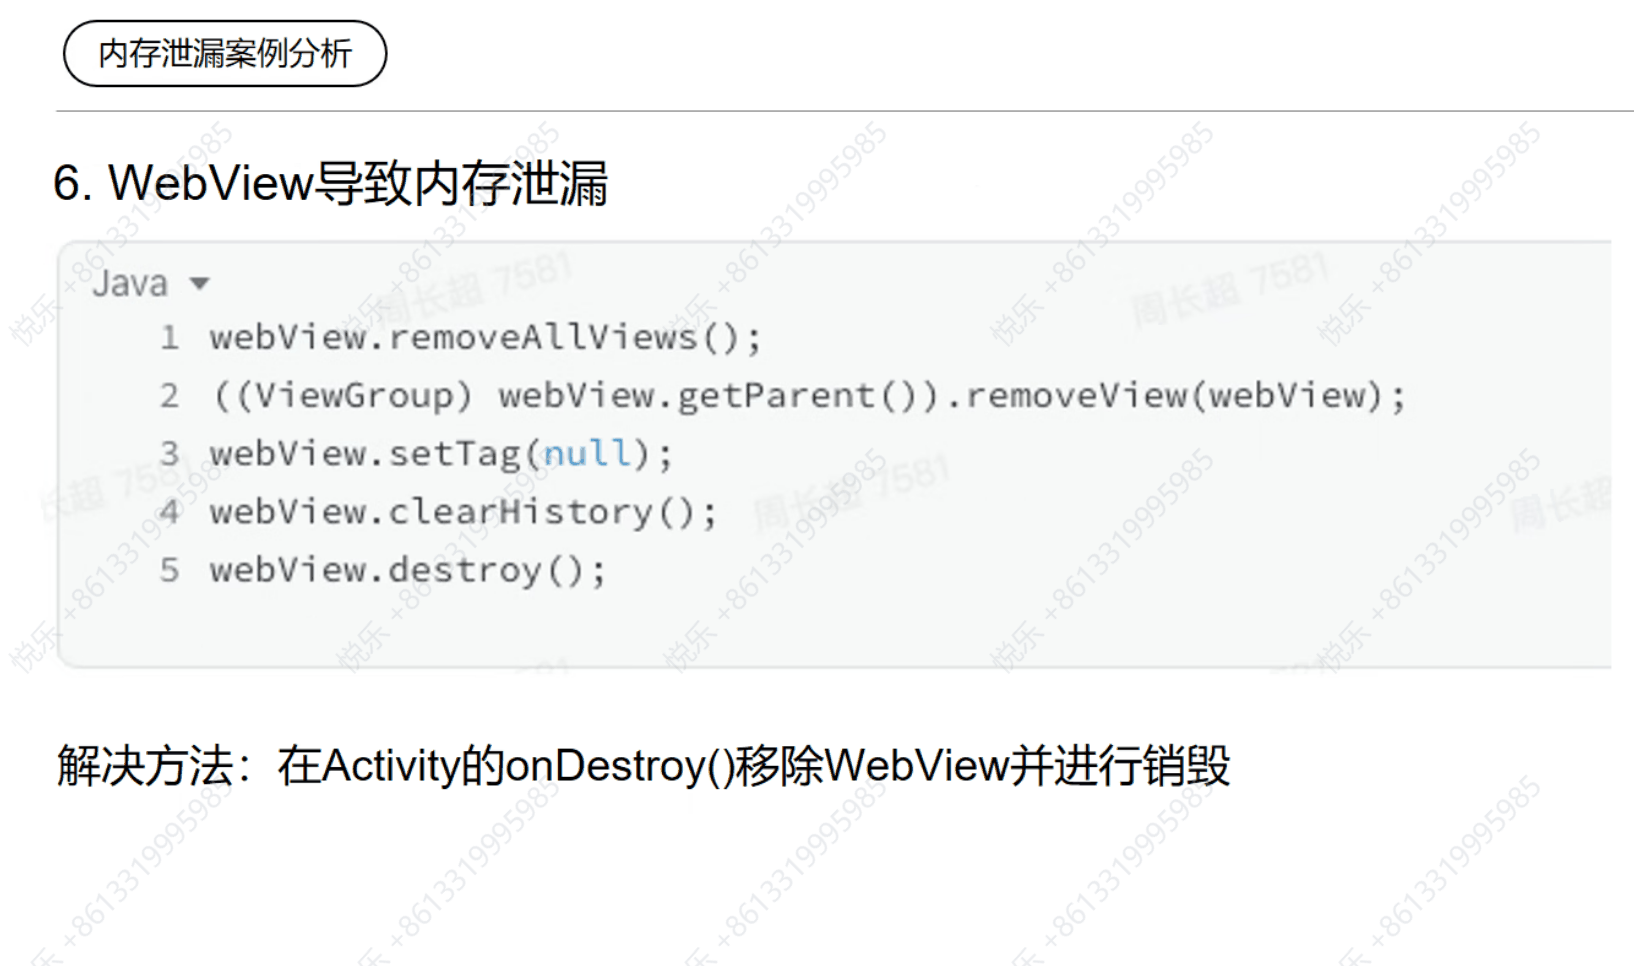 内存泄漏案例分析
6. WebView导致内存泄漏
Java
1 webView.removeAllViews();
2 ((ViewGroup) webView.getParent()).removeView(webView);
3 webView.setTag(null);
4 webView.clearHistory();
5 webView.destroy();
解决方法：在Activity的onDestroy()移除WebView并进行销毁
悦乐 +8613319995985
周长超 7581